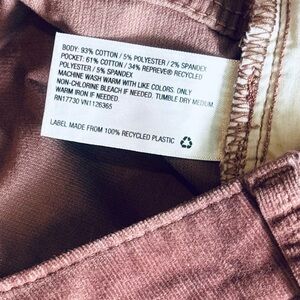 BODY: 93% COTTON / 5% POLYESTER / 2% SPANDEX
POCKET: 61% COTTON / 34% REPREVE® RECYCLED
POLYESTER / 5% SPANDEX
MACHINE WASH WARM WITH LIKE COLORS. ONLY
NON-CHLORINE BLEACH IF NEEDED. TUMBLE DRY MEDIUM.
WARM IRON IF NEEDED.
RN17730 VN1126365
LABEL MADE FROM 100% RECYCLED PLASTIC